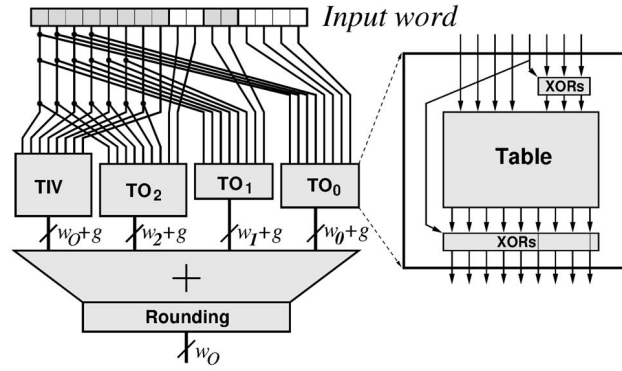 Input word
XORs
Table
XORs
TIV TO2 TO1 TO0
wO+g w2+g w1+g w0+g
+
Rounding
wO